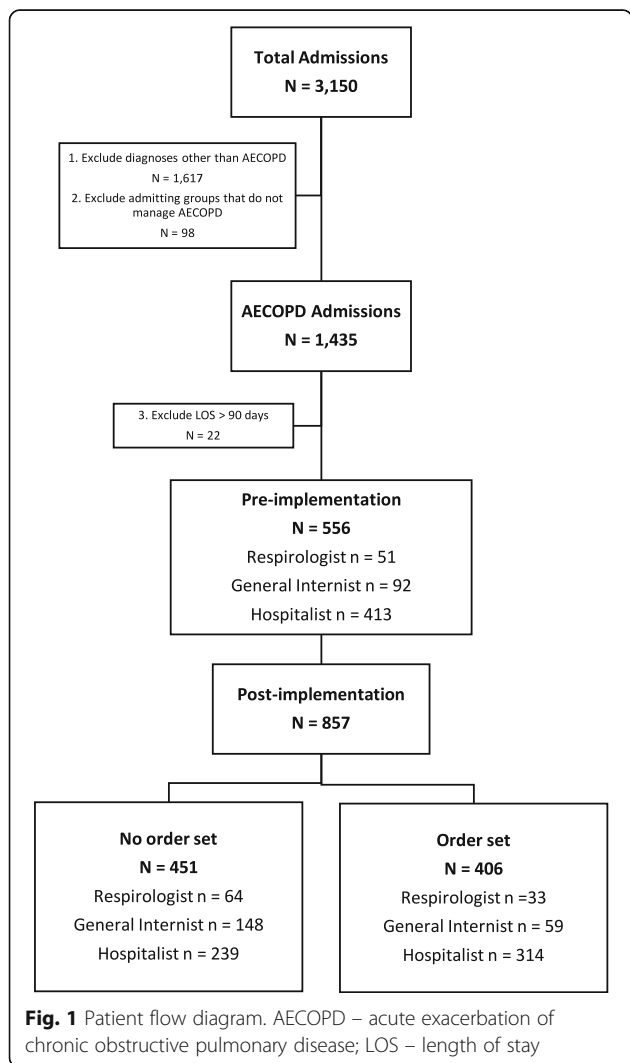 Total Admissions
N = 3,150
1. Exclude diagnoses other than AECOPD
N = 1,617
2. Exclude admitting groups that do not
manage AECOPD
N = 98
AECOPD Admissions
N = 1,435
3. Exclude LOS > 90 days
N = 22
Pre-implementation
N = 556
Respirologist n = 51
General Internist n = 92
Hospitalist n = 413
Post-implementation
N = 857
No order set
N = 451
Respirologist n = 64
General Internist n = 148
Hospitalist n = 239
Order set
N = 406
Respirologist n =33
General Internist n = 59
Hospitalist n = 314
Fig. 1 Patient flow diagram. AECOPD – acute exacerbation of
chronic obstructive pulmonary disease; LOS – length of stay